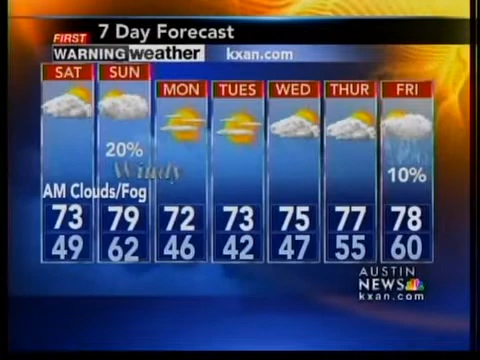 7 Day Forecast
FIRST
WARNING weather kxan.com
SAT SUN MON TUES WED THUR FRI
20% Windy 10%
AM Clouds/Fog
73 79 72 73 75 77 78
49 62 46 42 47 55 60
AUSTIN
NEWS
kxan.com